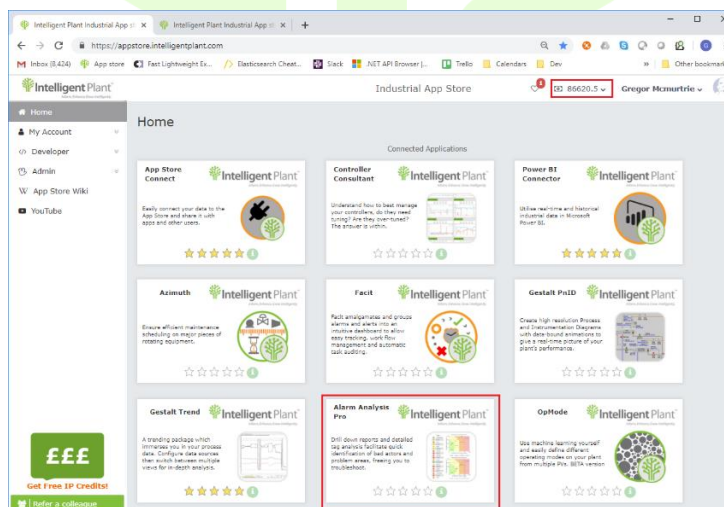 Intelligent Plant Industrial App st
Intelligent Plant Industrial App st
https://appstore.intelligentplant.com
Inbox (8,424)
App store
Fast Lightweight Ex...
Elasticsearch Cheat...
Slack
.NET API Browser |...
Trello
Calendars
Dev
Other bookmark
Intelligent Plant
Industrial App Store
86620.5
Gregor Mcmurtrie
Home
My Account
Developer
Admin
App Store Wiki
YouTube
Home
Connected Applications
App Store
Connect
Intelligent Plant
Easily connect your data to the
App Store and share it with
apps and other users.
Controller
Consultant
Intelligent Plant
Understand how to best manage
your controllers, do they need
tuning? Are they over-tuned?
The answer is within.
Power BI
Connector
Intelligent Plant
Utilise real-time and historical
industrial data in Microsoft
Power BI.
Azimuth
Intelligent Plant
Ensure efficient maintenance
scheduling on major pieces of
rotating equipment.
Facit
Intelligent Plant
Facit amalgamates and groups
alarms and alerts into an
intuitive dashboard to allow
easy tracking, work flow
management and automatic
task auditing.
Gestalt PnID
Intelligent Plant
Create high resolution Process
and Instrumentation Diagrams
with data-bound animations to
give a real-time picture of your
plant's performance.
Gestalt Trend
Intelligent Plant
A trending package which
immerses you in your process
data. Configure data sources
then switch between multiple
views for in-depth analysis.
Alarm Analysis
Pro
Intelligent Plant
Drill down reports and detailed
tag analysis facilitate quick
identification of bad actors and
problem areas, freeing you to
troubleshoot.
OpMode
Intelligent Plant
Use machine learning yourself
and easily define different
operating modes on your plant
from multiple PVs. BETA version
£££
Get Free IP Credits!
Refer a colleague